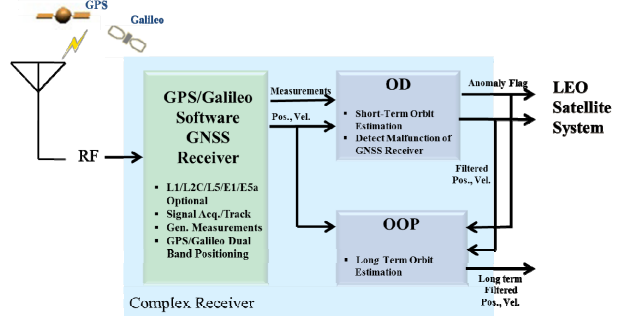 GPS
Galileo
RF
GPS/Galileo
Software
GNSS
Receiver
▪ L1/L2C/L5/E1/E5a
Optional
▪ Signal Acq./Track
▪ Gen. Measurements
▪ GPS/Galileo Dual
Band Positioning
Measurements
Pos., Vel.
OD
▪ Short-Term Orbit
Estimation
▪ Detect Malfunction of
GNSS Receiver
Anomaly Flag
LEO
Satellite
System
Filtered
Pos., Vel.
OOP
▪ Long Term Orbit
Estimation
Long term
Filtered
Pos., Vel.
Complex Receiver